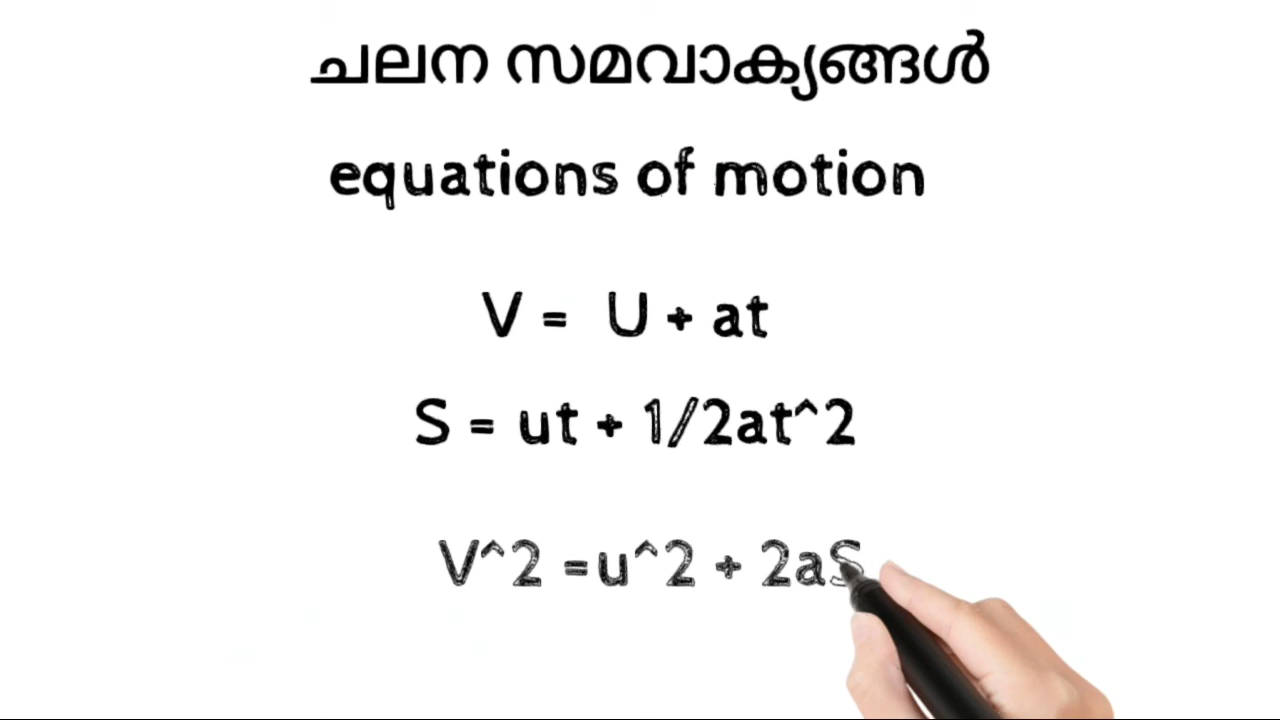 ചലന സമവാക്യങ്ങൾ
equations of motion
V = U + at
S = ut + 1/2at^2
V^2 =u^2 + 2aS